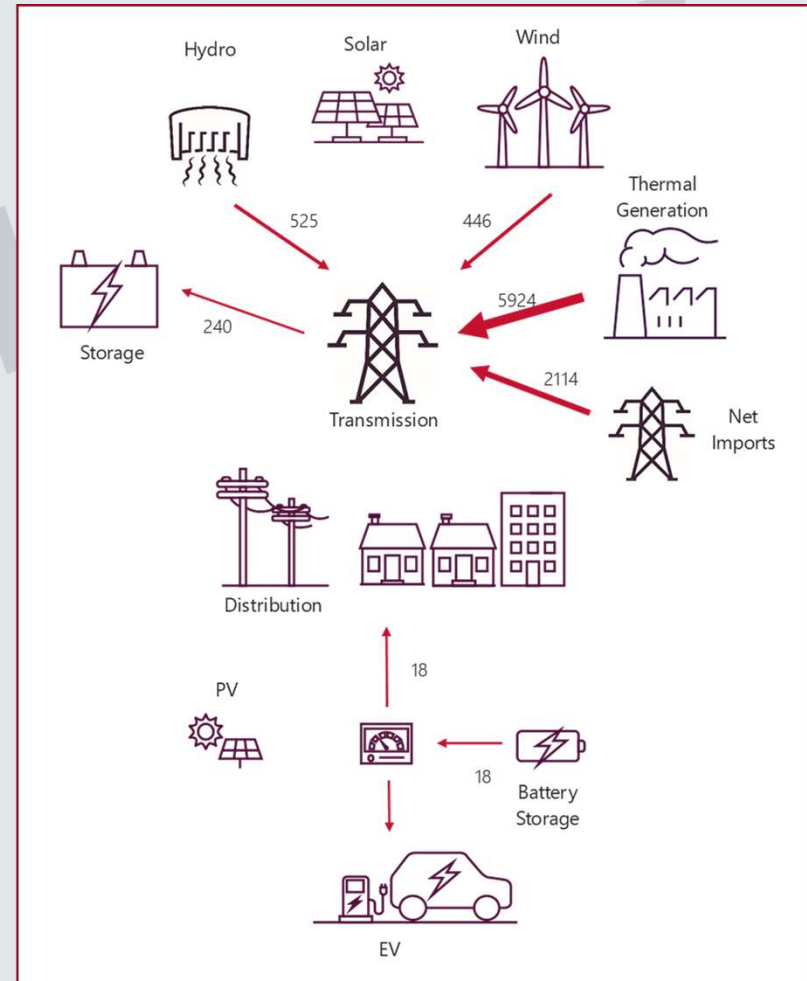 Hydro
Solar
Wind
Thermal
Generation
525
446
5924
240
Storage
2114
Transmission
Net
Imports
Distribution
18
PV
18
Battery
Storage
EV